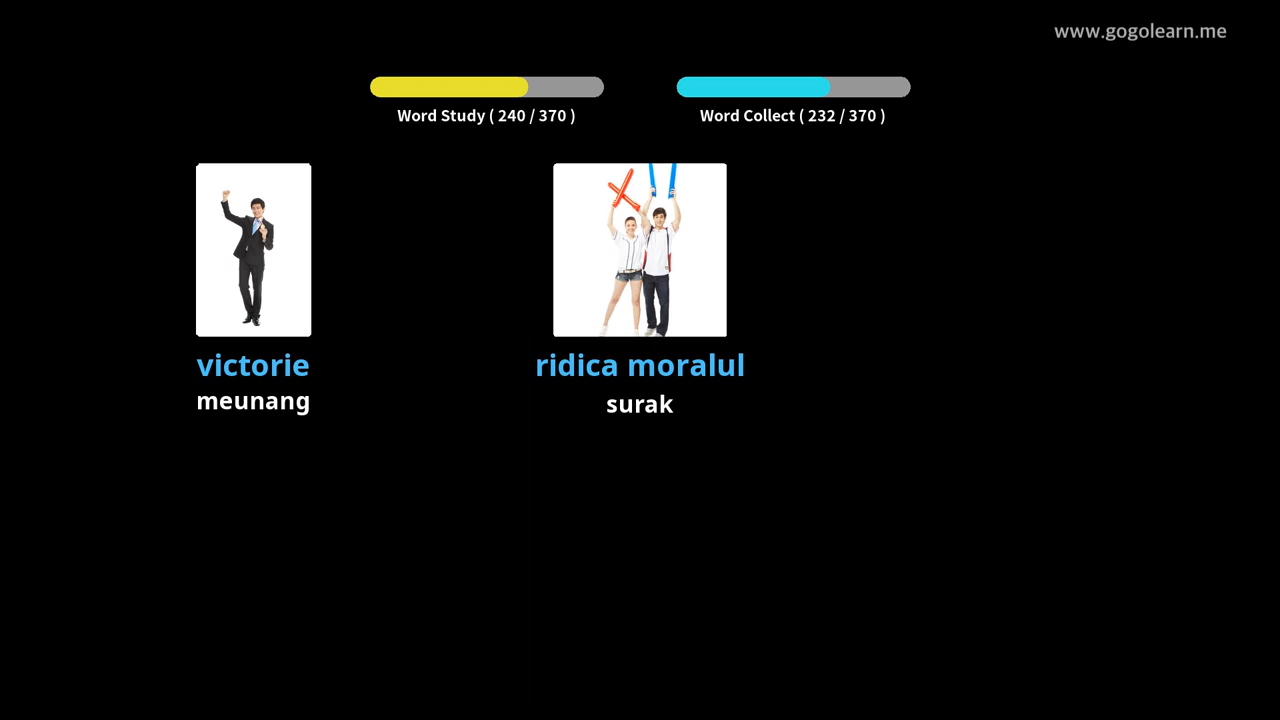 www.gogolearn.me
Word Study ( 240 / 370 )
Word Collect ( 232 / 370 )
victorie
meunang
ridica moralul
surak